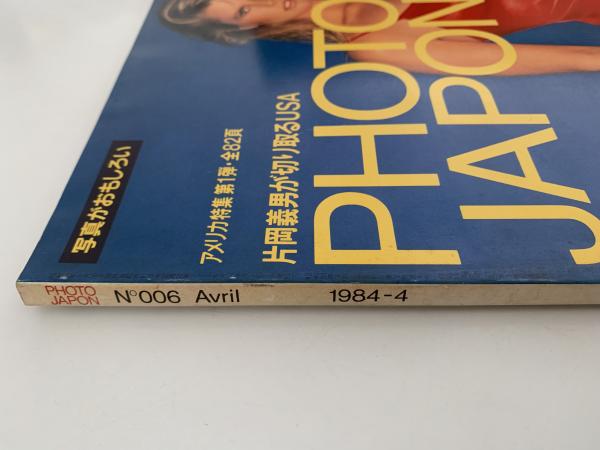 PHOTO
JAPON
片岡義男が切り取るUSA
アメリカ特集 第1弾・全82頁
写真がおもしろい
PHOTO
JAPON
N°006 Avril
1984-4